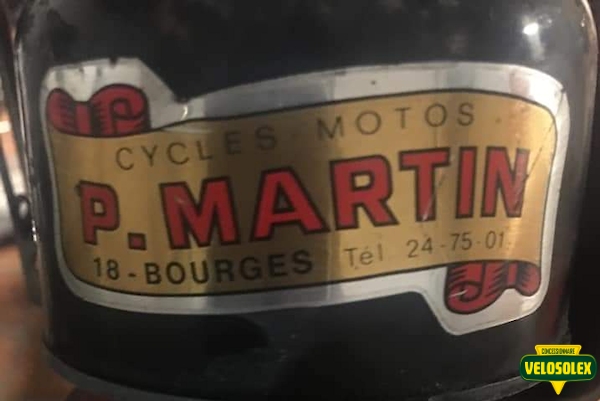 CYCLES MOTOS
P. MARTIN
18 - BOURGES Tél 24-75-01
CONCESSIONNAIRE
VELOSOLEX